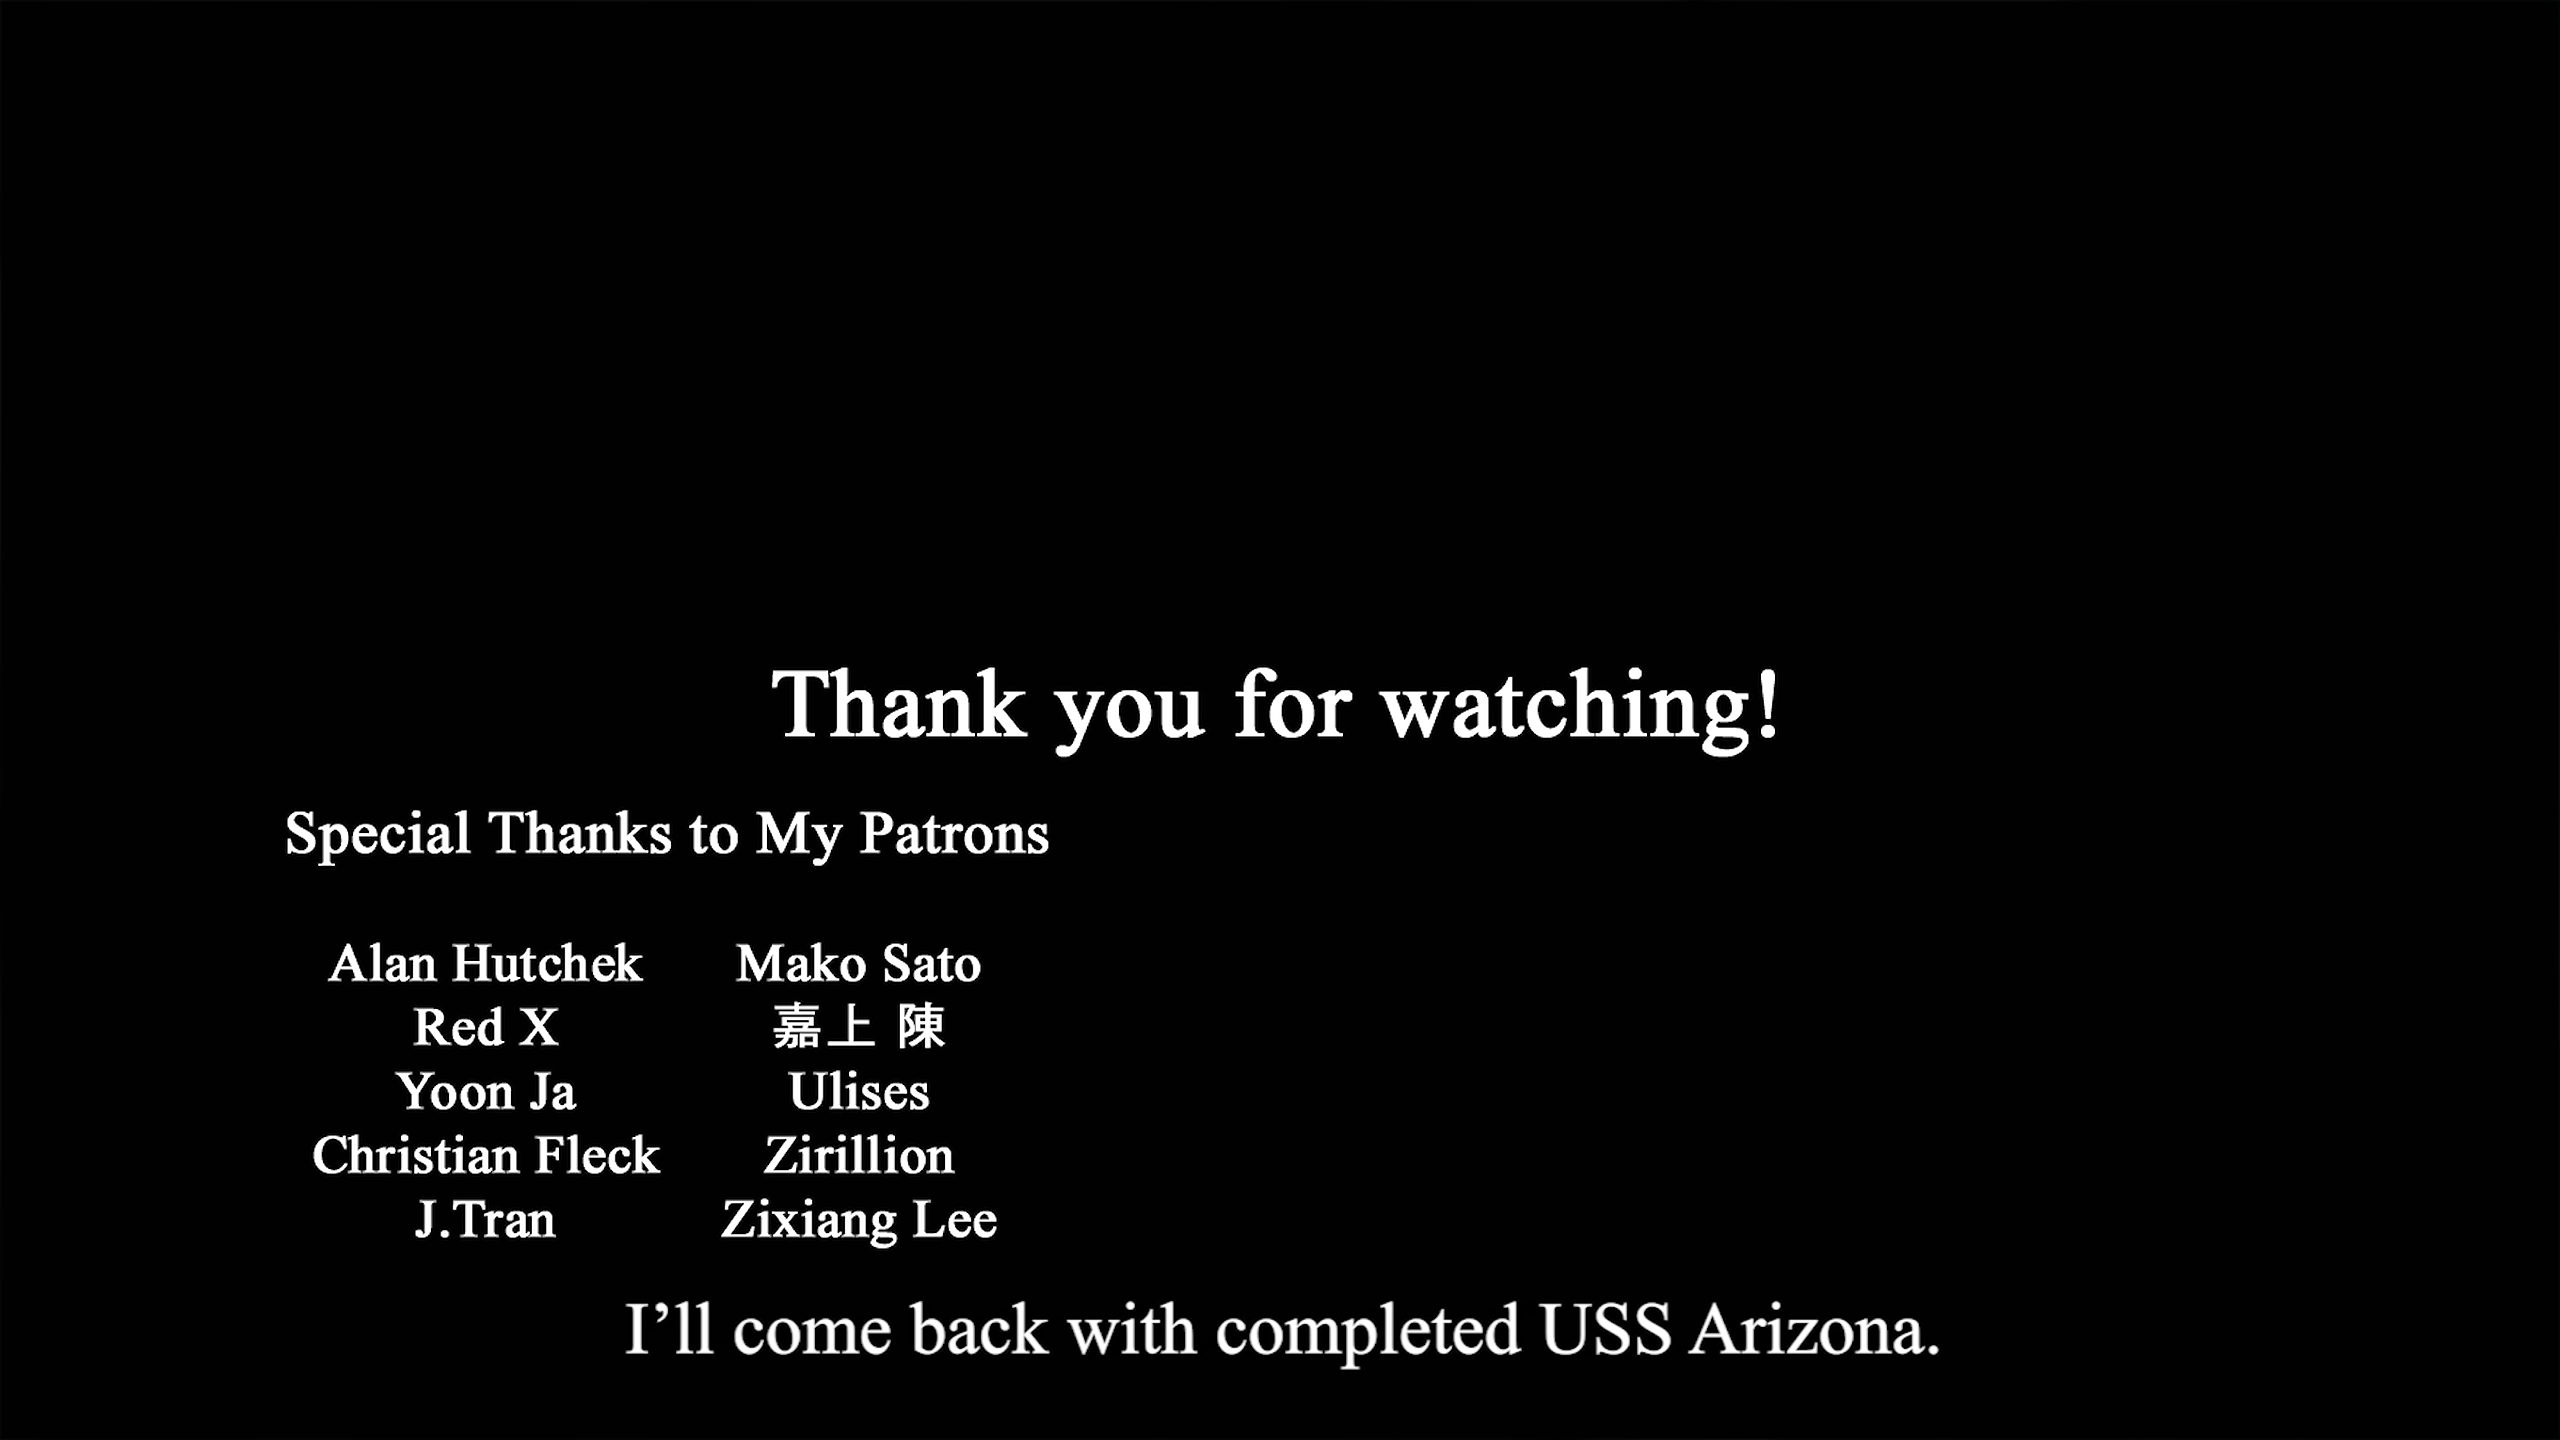 Thank you for watching!
Special Thanks to My Patrons
Alan Hutchek
Red X
Yoon Ja
Christian Fleck
J.Tran
Mako Sato
嘉上 陳
Ulises
Zirillion
Zixiang Lee
I’ll come back with completed USS Arizona.